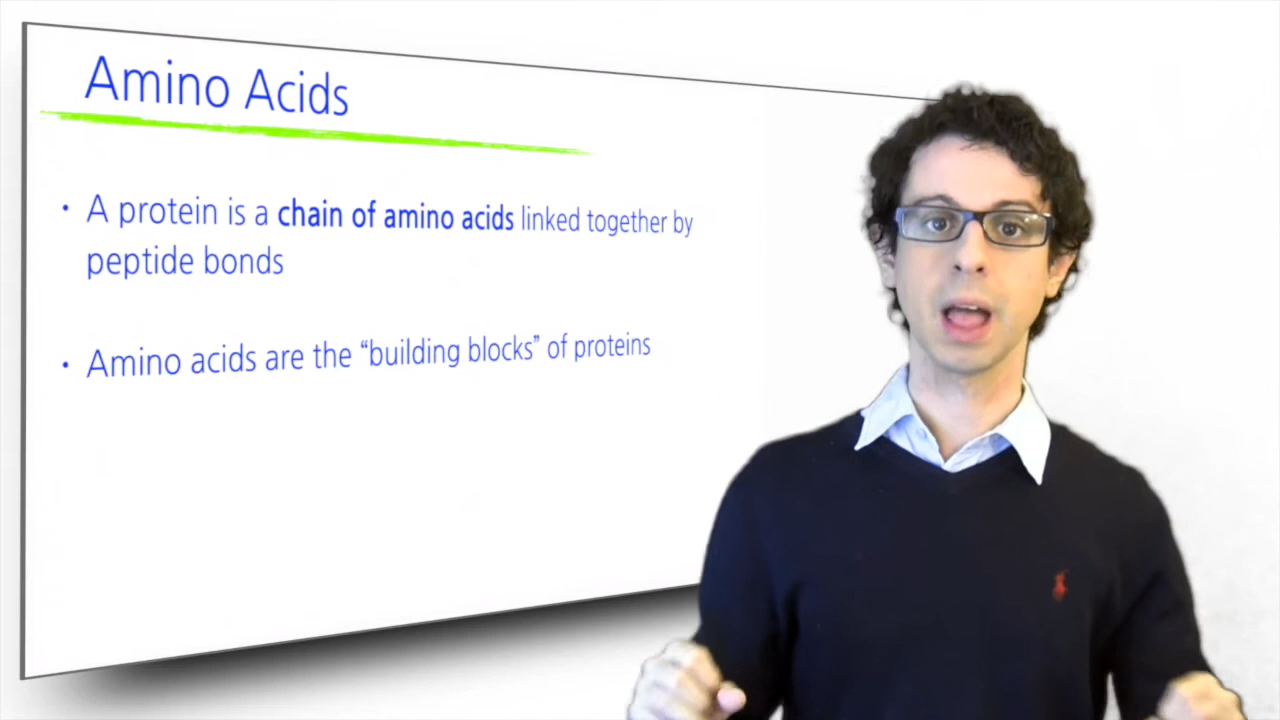 Amino Acids
• A protein is a chain of amino acids linked together by
peptide bonds
• Amino acids are the “building blocks” of proteins